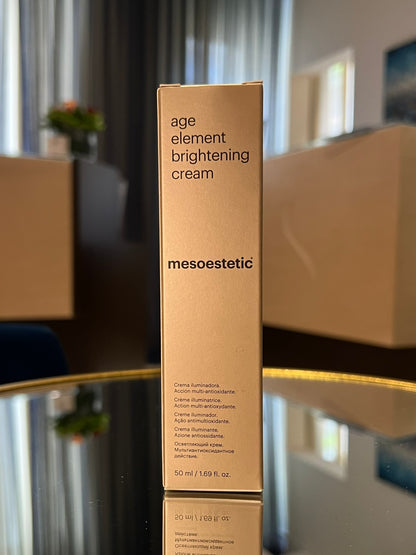 age
element
brightening
cream
mesoestetic®
Crema iluminadora.
Acción multi-antioxidante.
Crème illuminatrice.
Action multi-antioxydante.
Creme iluminador.
Ação antimultioxidante.
Crema illuminante.
Azione antiossidante.
Осветляющий крем.
Мультиантиоксидантное
действие.
50 ml / 1.69 fl. oz.